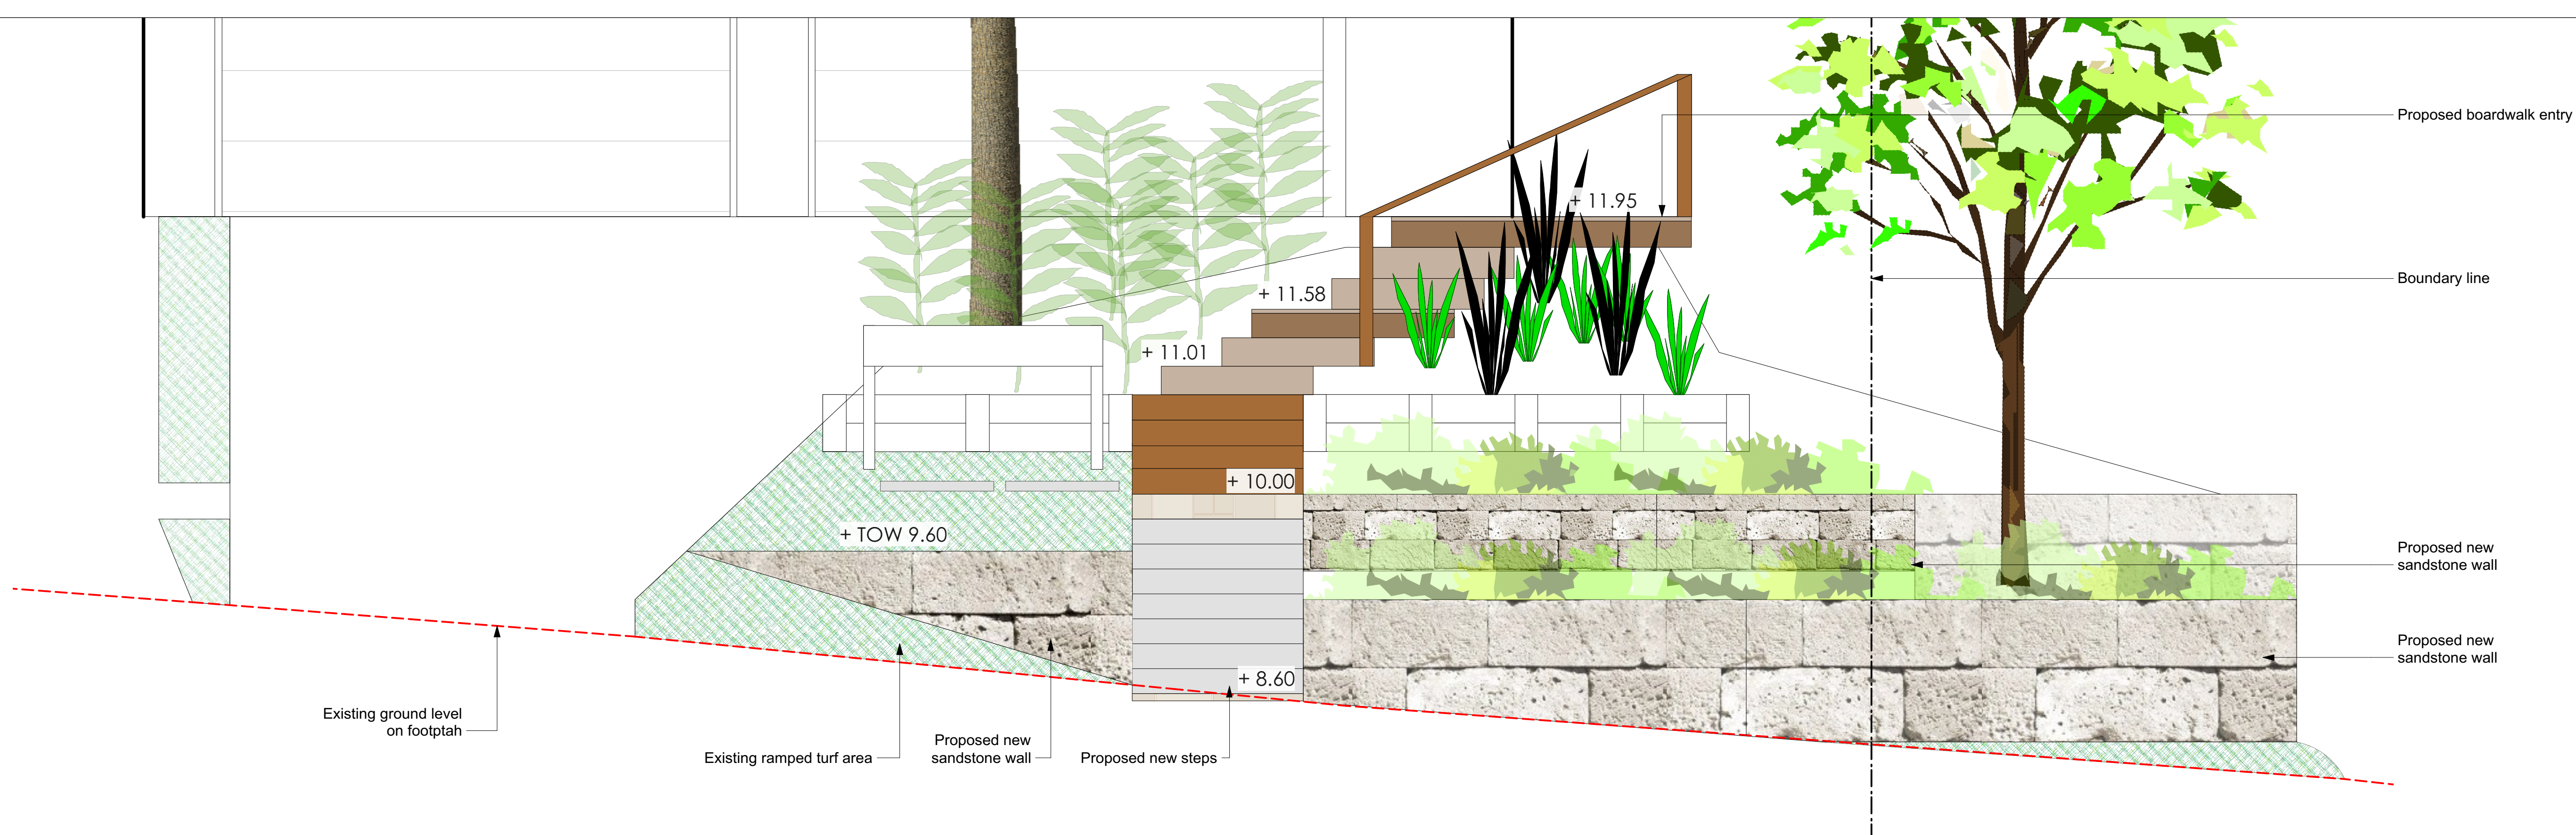 Proposed boardwalk entry
+ 11.95
Boundary line
+ 11.58
+ 11.01
+ 10.00
+ TOW 9.60
Proposed new
sandstone wall
Proposed new
sandstone wall
+ 8.60
Existing ground level
on footptah
Existing ramped turf area
Proposed new
sandstone wall
Proposed new steps